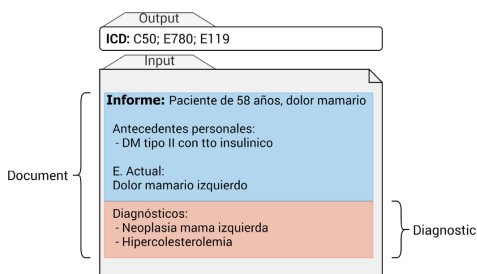 Output
ICD: C50; E780; E119
Input
Informe: Paciente de 58 años, dolor mamario
Antecedentes personales:
- DM tipo II con tto insulinico
E. Actual:
Dolor mamario izquierdo
Document
Diagnósticos:
- Neoplasia mama izquierda
- Hipercolesterolemia
Diagnostic